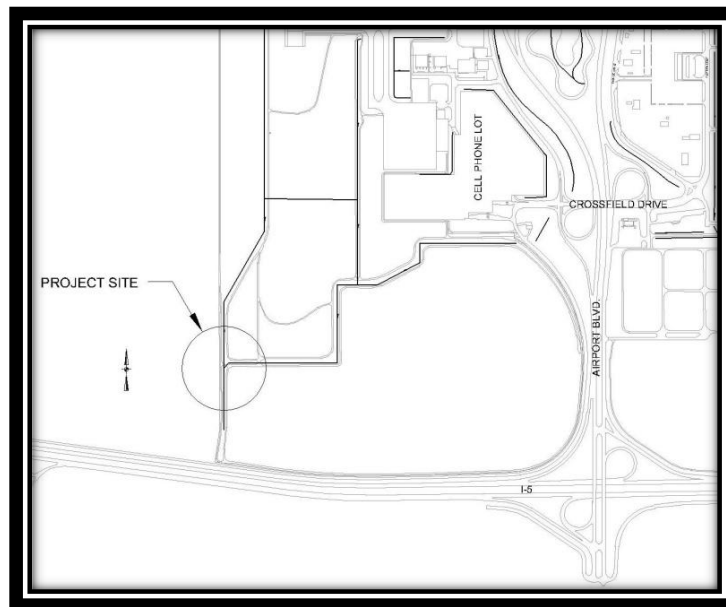 CELL PHONE LOT
CROSSFIELD DRIVE
PROJECT SITE
AIRPORT BLVD.
I-5